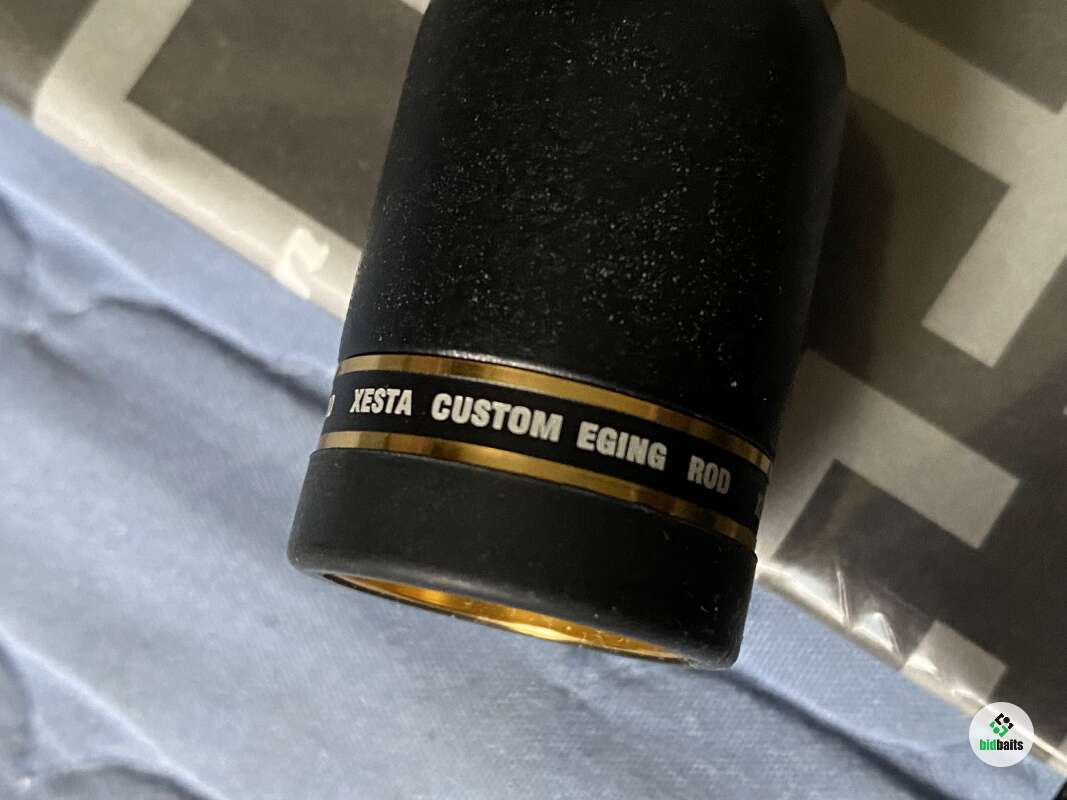 XESTA CUSTOM EGING ROD
bidbaits